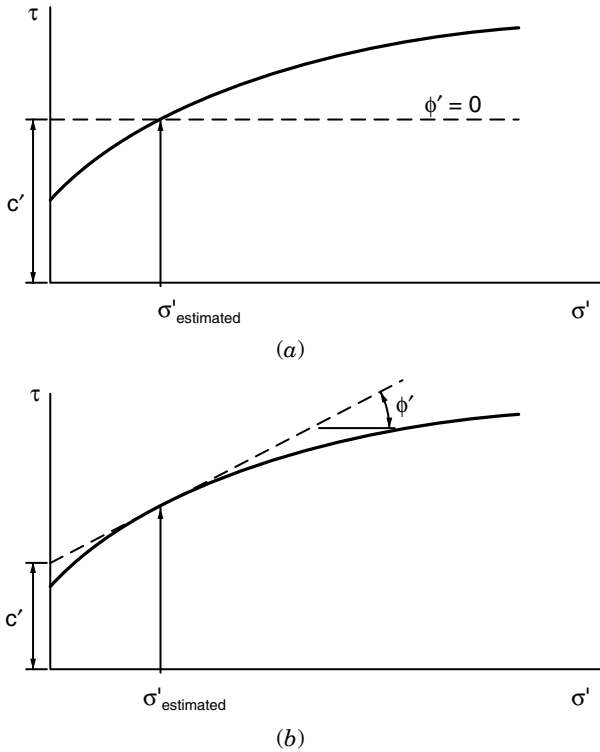 τ
ϕ′ = 0
c′
σ'estimated
σ'
(a)
τ
ϕ′
c′
σ'estimated
σ'
(b)